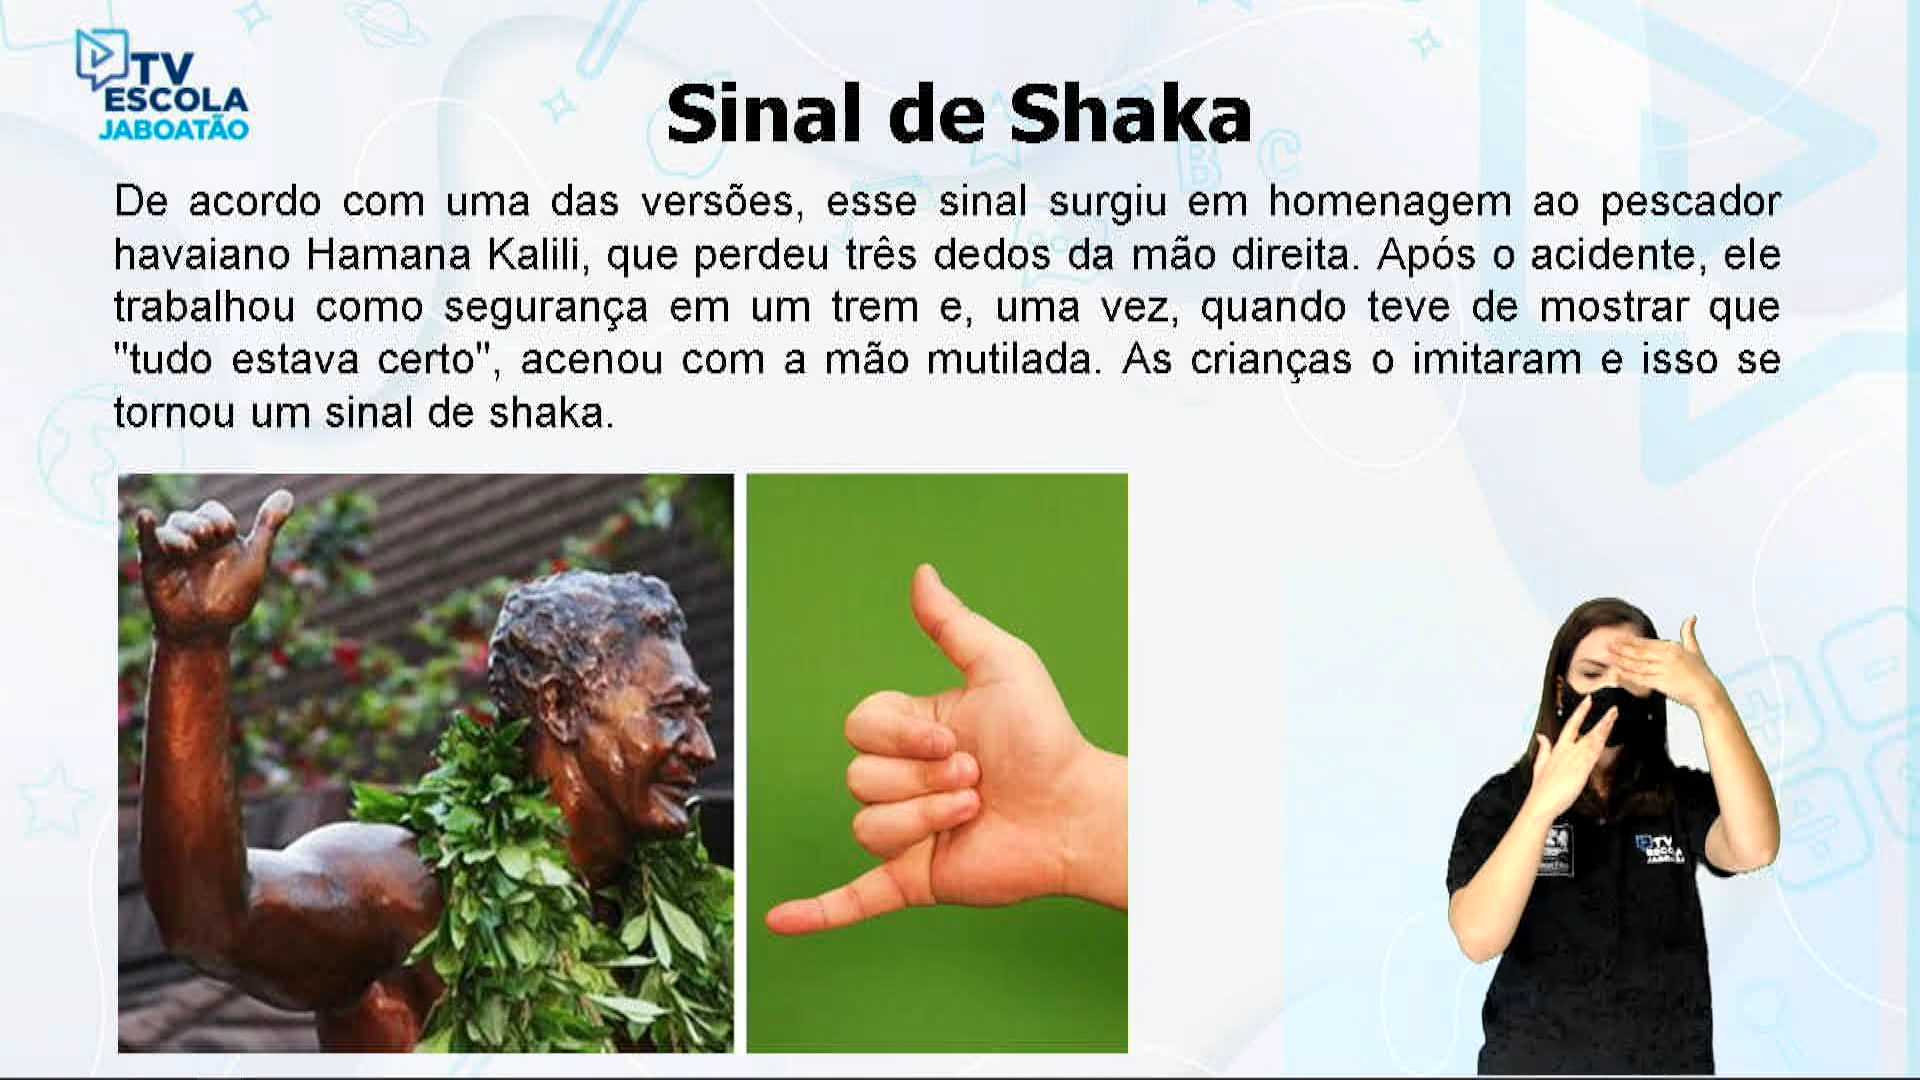 TV
ESCOLA
JABOATÃO
Sinal de Shaka
De acordo com uma das versões, esse sinal surgiu em homenagem ao pescador
havaiano Hamana Kalili, que perdeu três dedos da mão direita. Após o acidente, ele
trabalhou como segurança em um trem e, uma vez, quando teve de mostrar que
"tudo estava certo", acenou com a mão mutilada. As crianças o imitaram e isso se
tornou um sinal de shaka.
B C
TV
ESCOLA